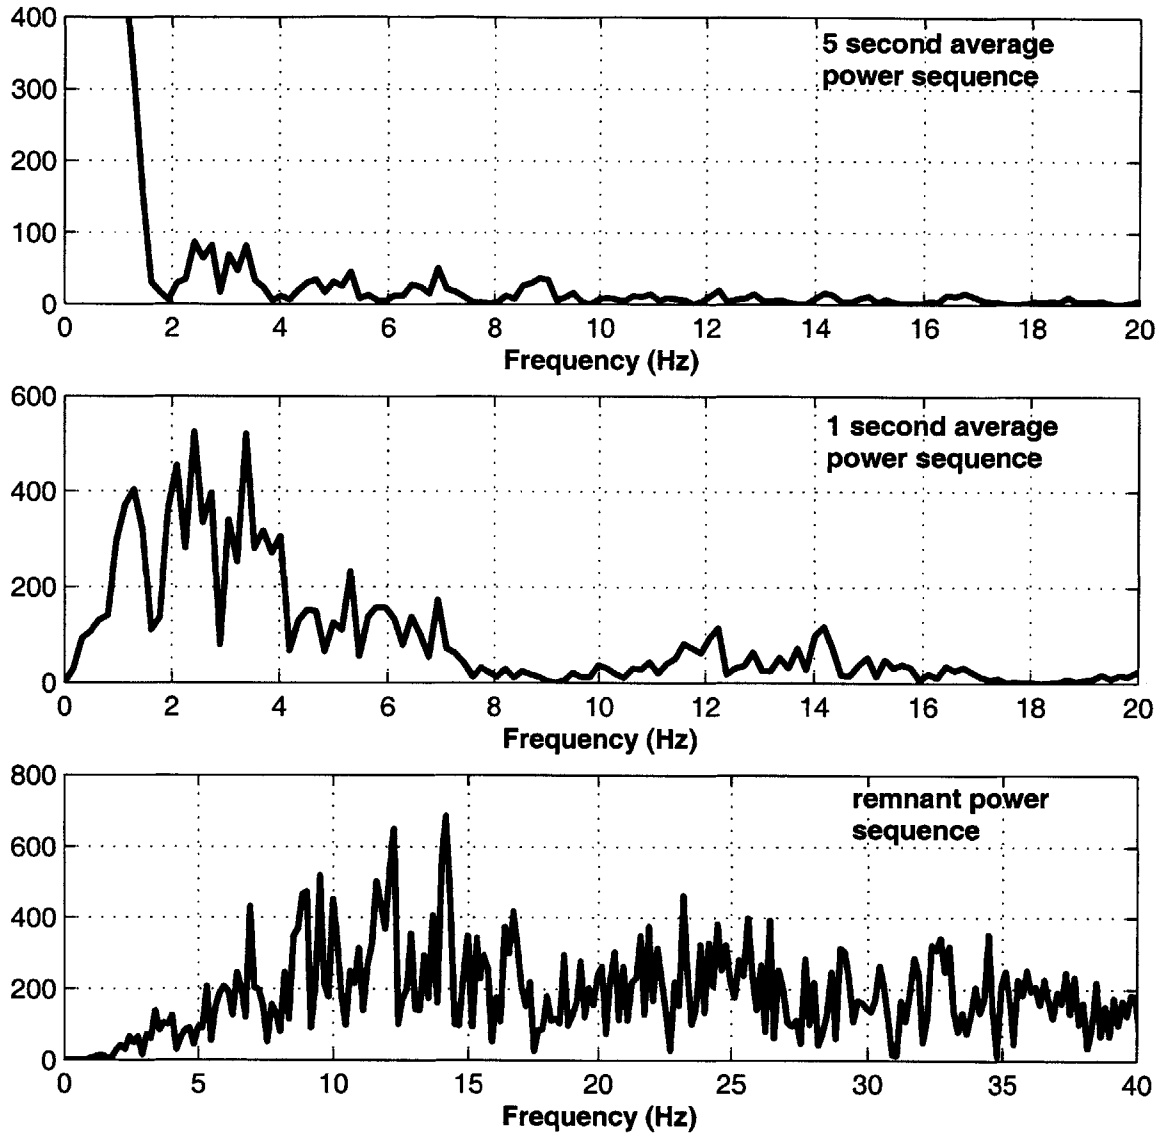 400
300
200
100
0
5 second average
power sequence
0 2 4 6 8 10 12 14 16 18 20
Frequency (Hz)
600
400
200
0
1 second average
power sequence
0 2 4 6 8 10 12 14 16 18 20
Frequency (Hz)
800
600
400
200
0
remnant power
sequence
0 5 10 15 20 25 30 35 40
Frequency (Hz)